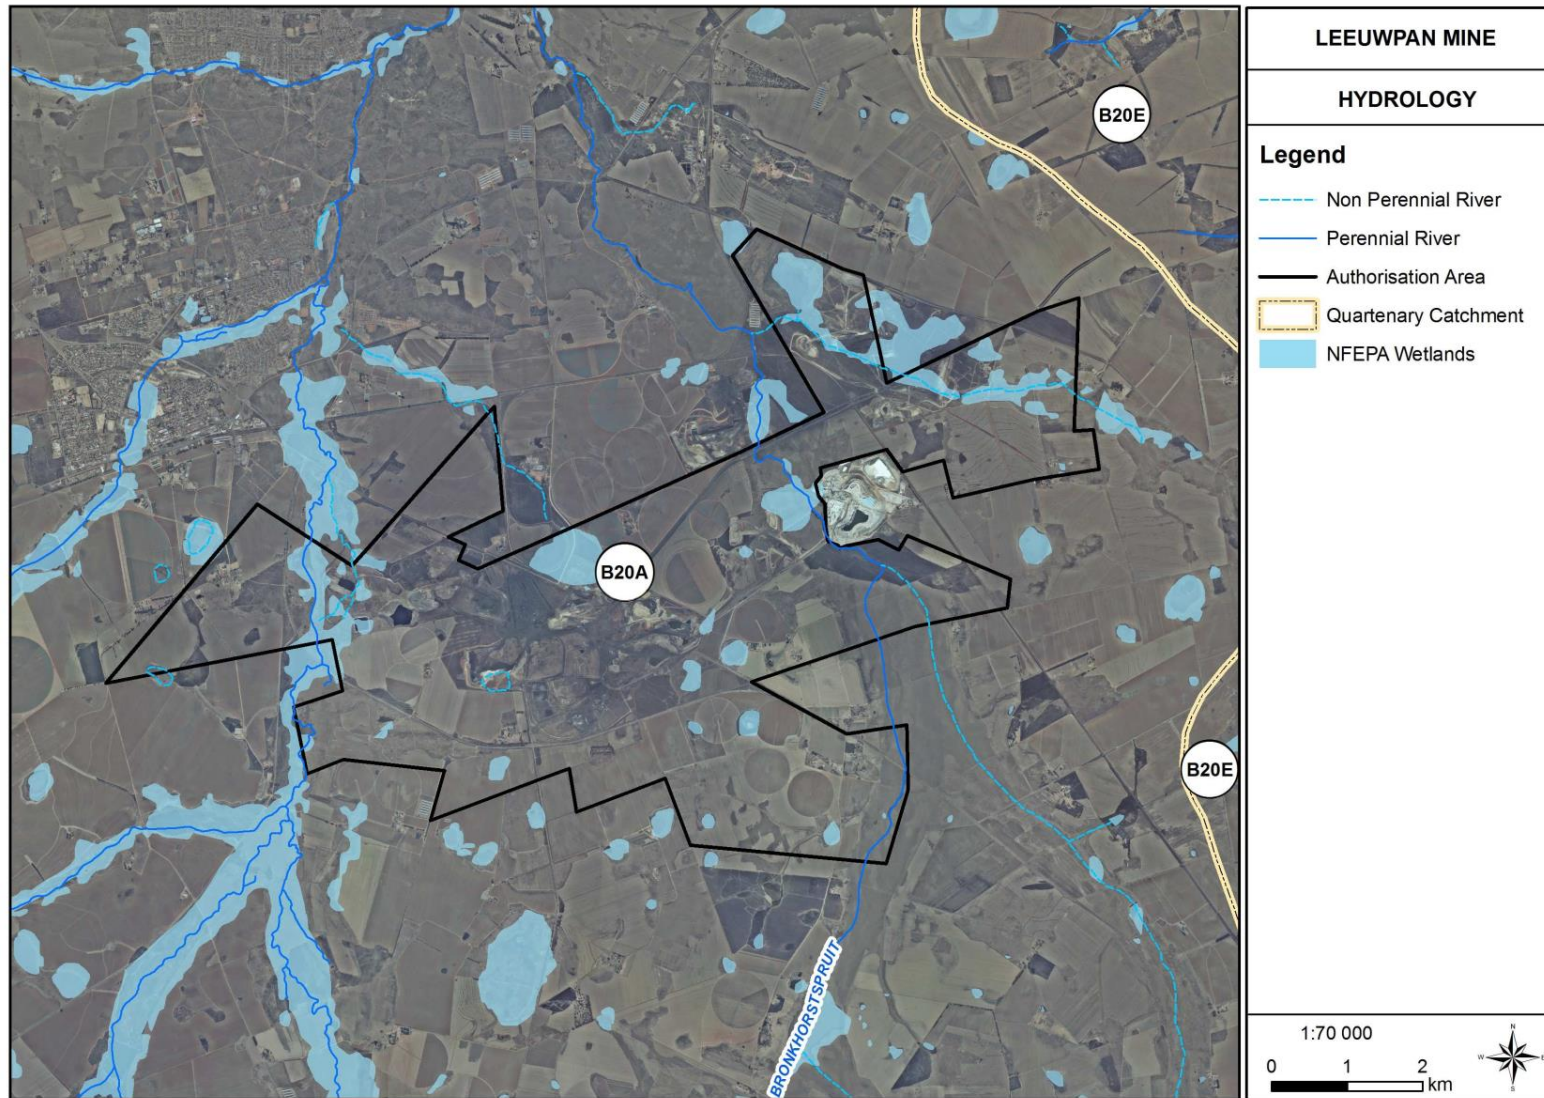 LEEUWPAN MINE
HYDROLOGY
Legend
Non Perennial River
Perennial River
Authorisation Area
Quartenary Catchment
NFEPA Wetlands
B20E
B20A
B20E
BRONKHORSTSPRUIT
1:70 000
0 1 2 km
N
W E
S